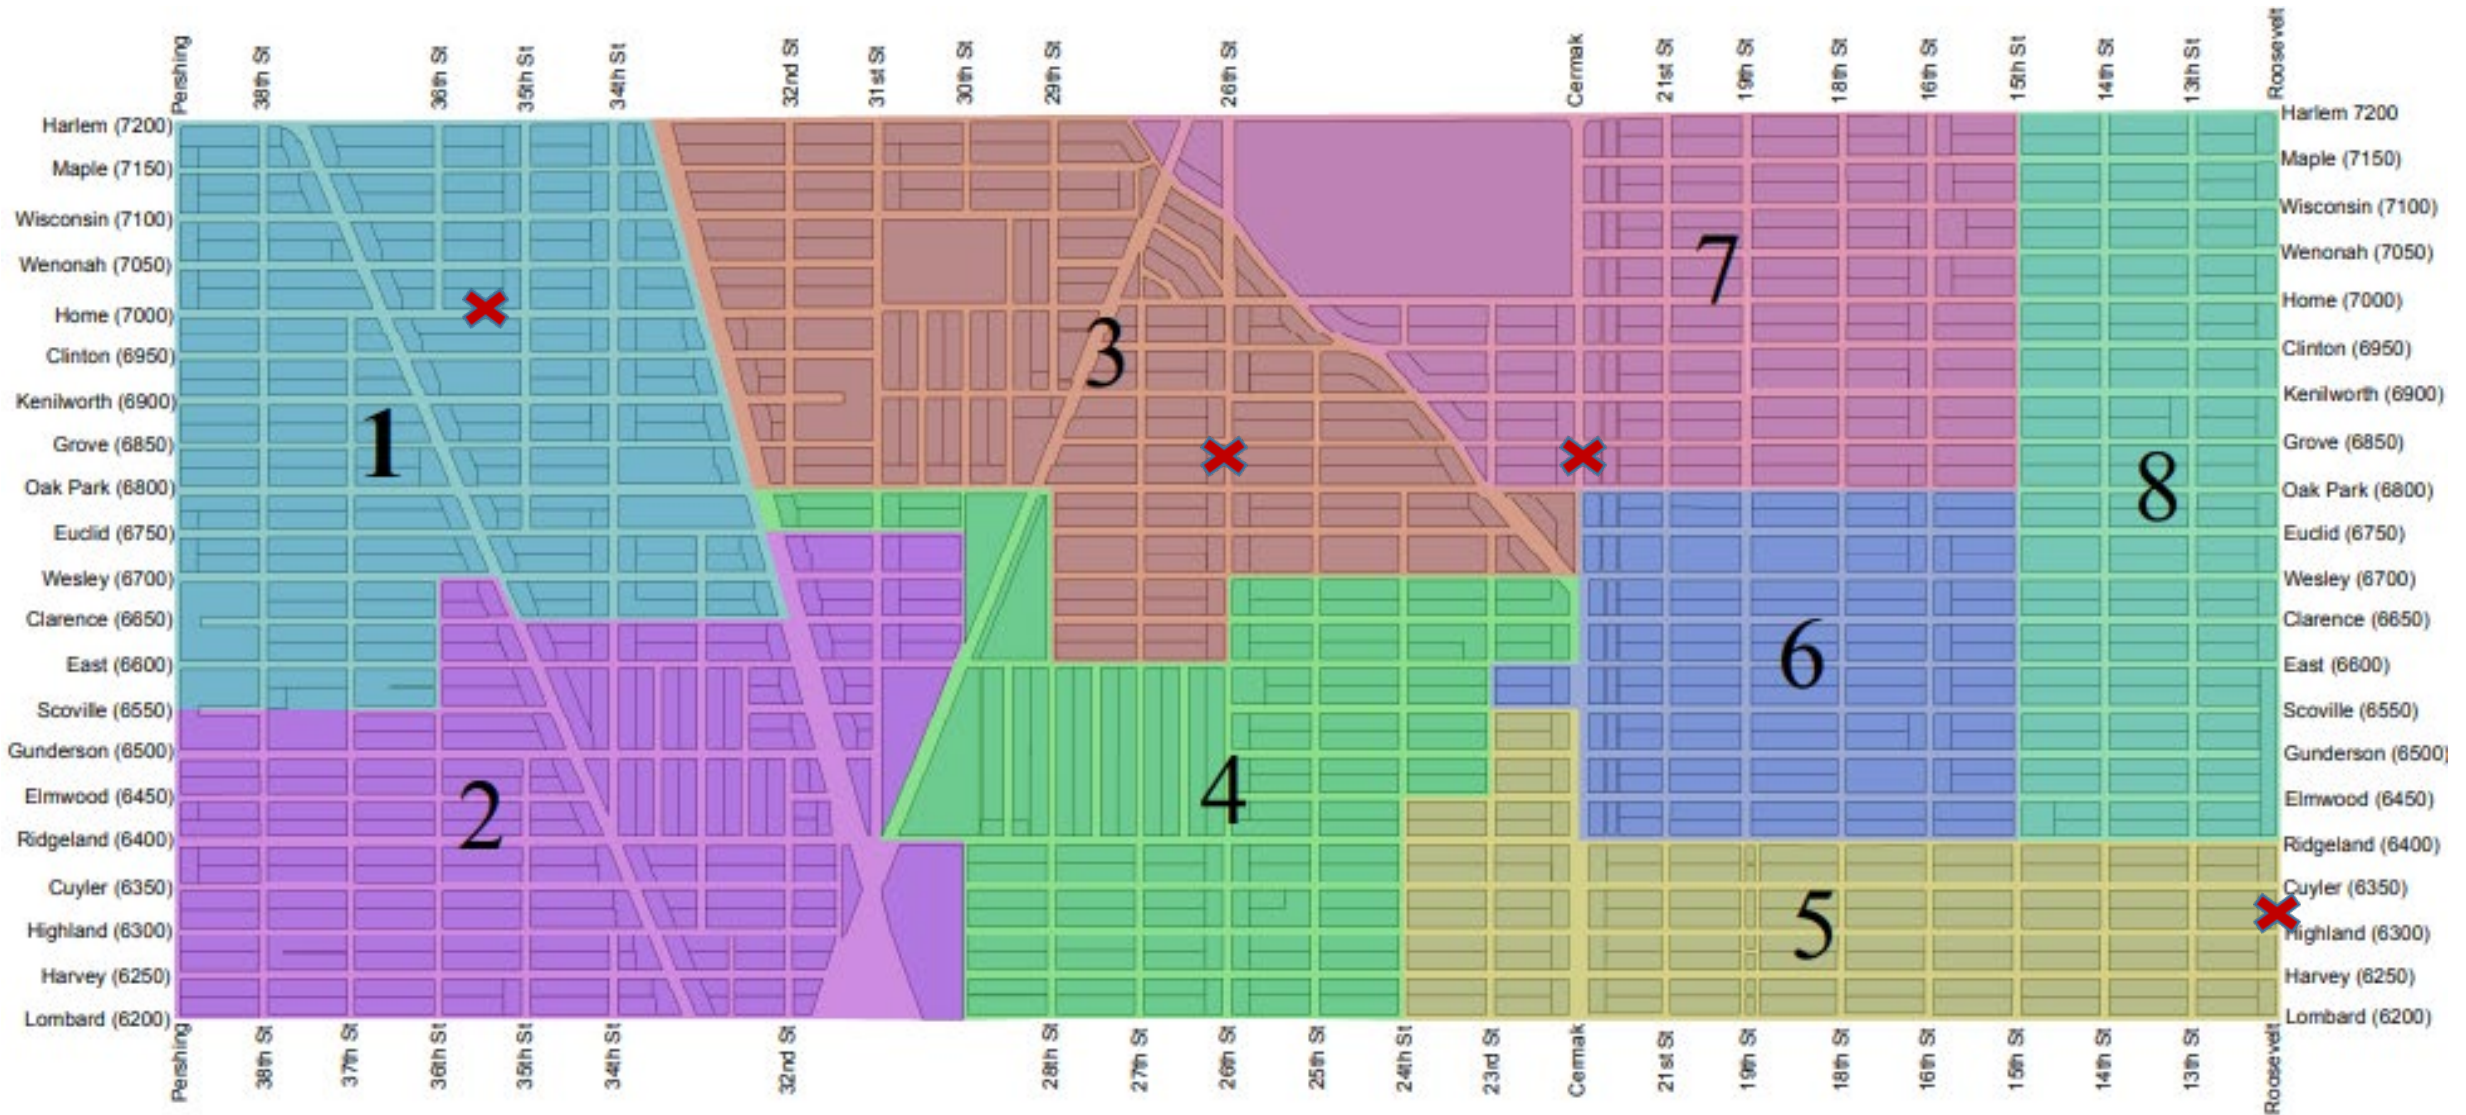 Pershing
38th St
36th St
35th St
34th St
32nd St
31st St
30th St
29th St
26th St
Cermak
21st St
19th St
18th St
16th St
15th St
14th St
13th St
Roosevelt
Harlem (7200)
Maple (7150)
Wisconsin (7100)
Wenonah (7050)
Home (7000)
Clinton (6950)
Kenilworth (6900)
Grove (6850)
Oak Park (6800)
Euclid (6750)
Wesley (6700)
Clarence (6650)
East (6600)
Scoville (6550)
Gunderson (6500)
Elmwood (6450)
Ridgeland (6400)
Cuyler (6350)
Highland (6300)
Harvey (6250)
Lombard (6200)
1
2
3
4
5
6
7
8
Harlem 7200
Maple (7150)
Wisconsin (7100)
Wenonah (7050)
Home (7000)
Clinton (6950)
Kenilworth (6900)
Grove (6850)
Oak Park (6800)
Euclid (6750)
Wesley (6700)
Clarence (6650)
East (6600)
Scoville (6550)
Gunderson (6500)
Elmwood (6450)
Ridgeland (6400)
Cuyler (6350)
Highland (6300)
Harvey (6250)
Lombard (6200)
Pershing
38th St
37th St
36th St
35th St
34th St
32nd St
28th St
27th St
26th St
25th St
24th St
23rd St
Cermak
21st St
19th St
18th St
16th St
15th St
14th St
13th St
Roosevelt